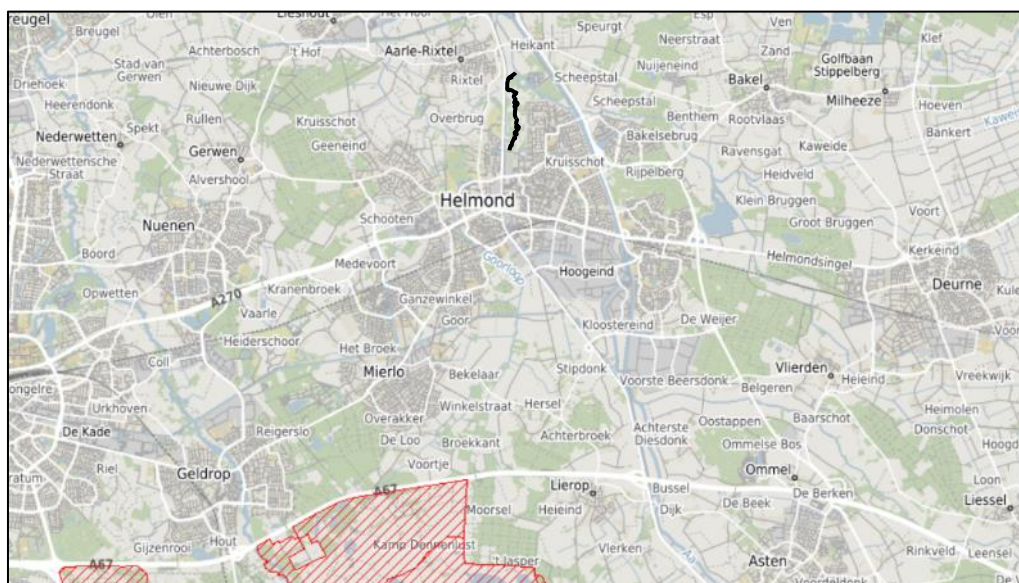 Breugel
Breugel
Lieshout
Het Hoor
Speurgt
Esp
Ven
Klef
Achterbosch
't Hof
Aarle-Rixtel
Heikant
Neerstraat
Zand
Golfbaan
Stippelberg
Stad van
Gerwen
Rixtel
Scheepstal
Nuijeneind
Bakel
Driehoek
Nieuwe Dijk
Milheeze
Hoeven
Heerendonk
Rullen
Kruisschot
Overbrug
Scheepstal
Benthem
Rootvlaas
Spekt
Bankert
Nederwetten
Gerwen
Geeneind
Bakelsebrug
Ravensgat
Kaweide
Nederwettensche
Straat
Alvershool
Kruisschot
Rijpelberg
Heidveld
Helmond
Klein Bruggen
Voort
Nuenen
Schooten
Groot Bruggen
Kerkeind
Boord
Medevoort
Goorloop
Hoogeind
Helmondsingel
Deurne
Opwetten
A270
Kranenbroek
Ganzewinkel
Vaarle
Goor
De Weijer
Heiderschoor
Kloostereind
Coll
Het Broek
Mierlo
Bekelaar
Stipdonk
Voorste Beersdonk
Vlierden
Heieind
Vreekwijk
Belgeren
Urkhoven
Overakker
Winkelstraat
Hersel
Oostappen
Baarschot
Heimolen
De Kade
Reigerslo
De Loo
Broekkant
Achterbroek
Achterste
Diesdonk
Donschot
Ommelse Bos
Riel
Geldrop
Voortje
Ommel
Loon
A67
Lierop
Bussel
De Beek
De Berken
Liessel
Moorsel
Heieind
Dijk
Gijzenrooi
Hout
Kamp Dennenlust
Vlerken
Aa
Asten
Rinkveld
Leensel
A67
't Jasper
Voordeldonk